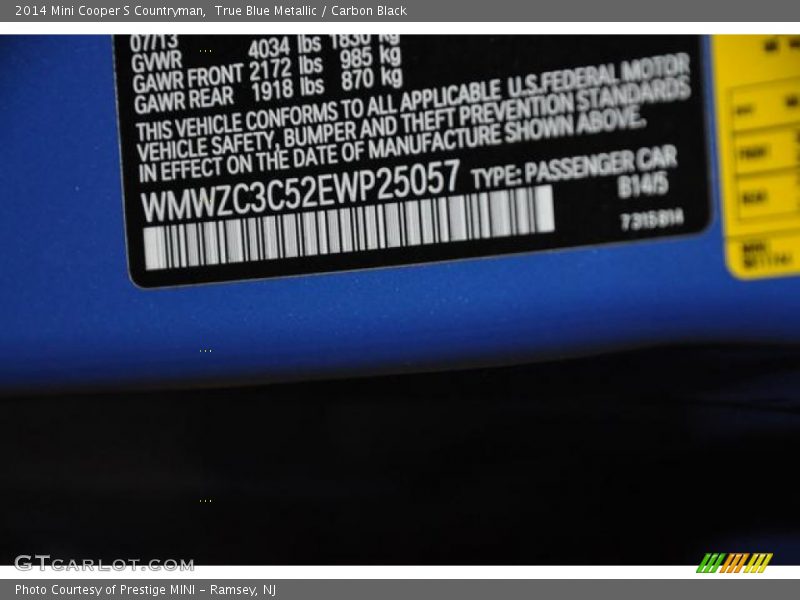 2014 Mini Cooper S Countryman, True Blue Metallic / Carbon Black
07/13
GVWR 4034 lbs 1830 kg
GAWR FRONT 2172 lbs 985 kg
GAWR REAR 1918 lbs 870 kg
THIS VEHICLE CONFORMS TO ALL APPLICABLE U.S.FEDERAL MOTOR
VEHICLE SAFETY, BUMPER AND THEFT PREVENTION STANDARDS
IN EFFECT ON THE DATE OF MANUFACTURE SHOWN ABOVE.
WMWZC3C52EWP25057 TYPE: PASSENGER CAR
B14/5
7315814
GTCARLOT.COM
Photo Courtesy of Prestige MINI - Ramsey, NJ